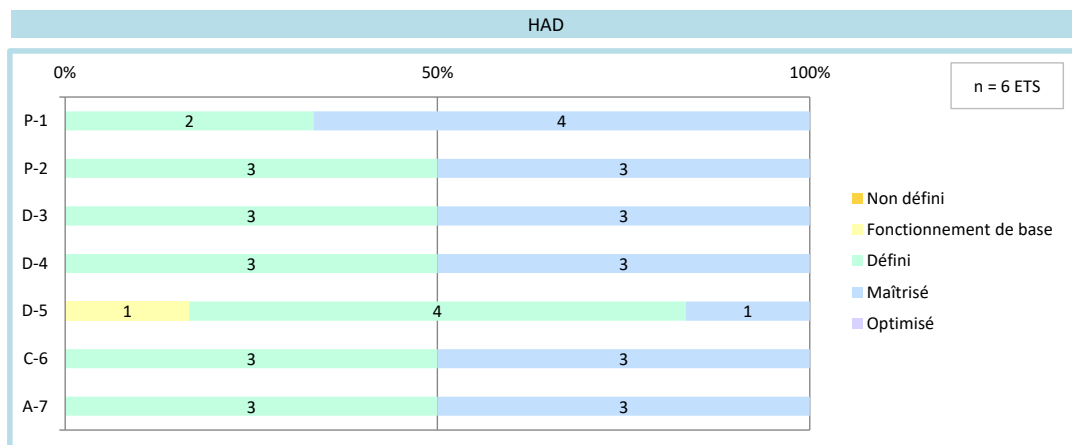 HAD
0% 50% 100%
n = 6 ETS
P-1 2 4
P-2 3 3
D-3 3 3
D-4 3 3
D-5 1 4 1
C-6 3 3
A-7 3 3
Non défini
Fonctionnement de base
Défini
Maîtrisé
Optimisé